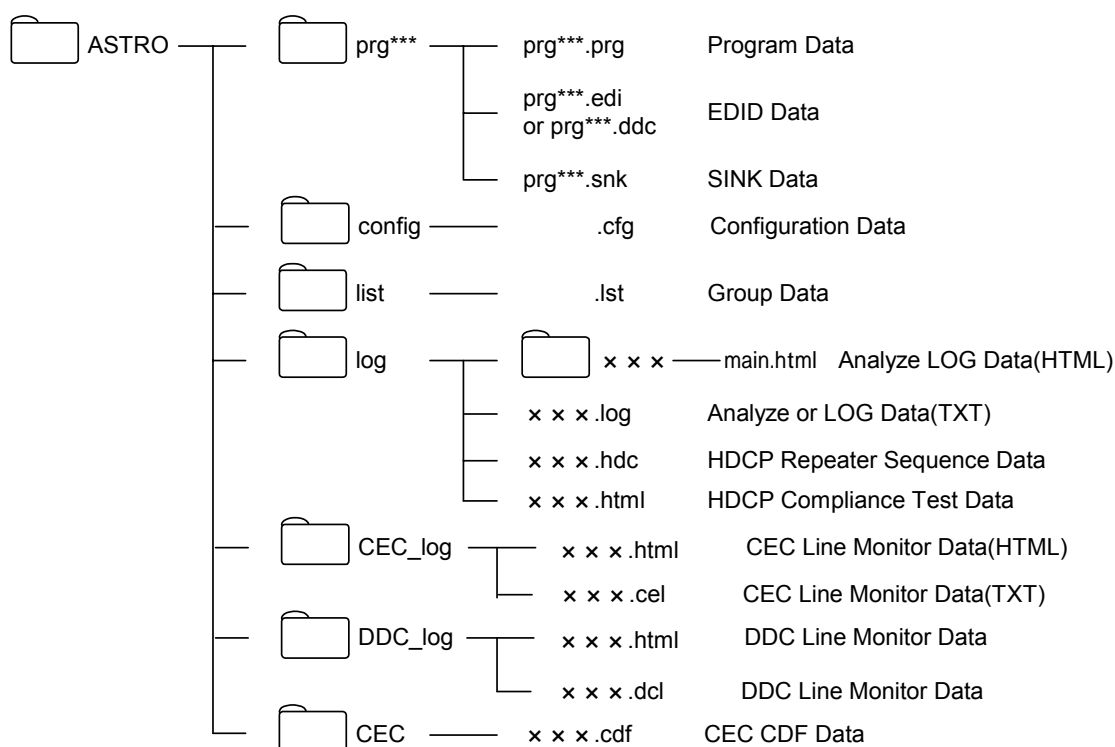 ASTRO prg*** prg***.prg Program Data
prg***.edi
or prg***.ddc EDID Data
prg***.snk SINK Data
config .cfg Configuration Data
list .lst Group Data
log × × × main.html Analyze LOG Data(HTML)
× × ×.log Analyze or LOG Data(TXT)
× × ×.hdc HDCP Repeater Sequence Data
× × ×.html HDCP Compliance Test Data
CEC_log × × ×.html CEC Line Monitor Data(HTML)
× × ×.cel CEC Line Monitor Data(TXT)
DDC_log × × ×.html DDC Line Monitor Data
× × ×.dcl DDC Line Monitor Data
CEC × × ×.cdf CEC CDF Data